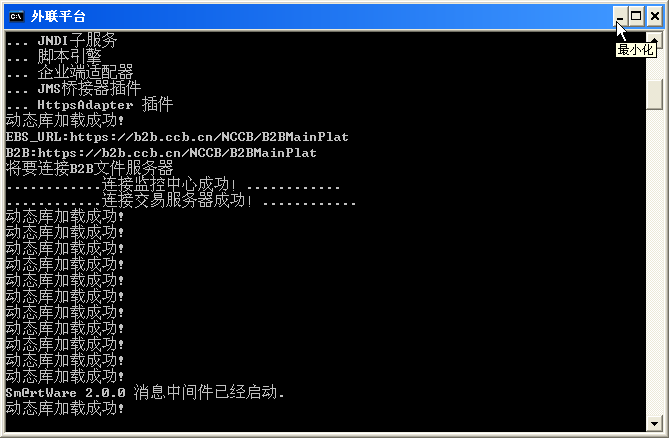 外联平台
最小化
... JNDI子服务
... 脚本引擎
... 企业端适配器
... JMS桥接器插件
... HttpsAdapter 插件
动态库加载成功!
EBS_URL:https://b2b.ccb.cn/NCCB/B2BMainPlat
B2B:https://b2b.ccb.cn/NCCB/B2BMainPlat
将要连接B2B文件服务器
............连接监控中心成功! ............
............连接交易服务器成功! ............
动态库加载成功!
动态库加载成功!
动态库加载成功!
动态库加载成功!
动态库加载成功!
动态库加载成功!
动态库加载成功!
动态库加载成功!
动态库加载成功!
动态库加载成功!
动态库加载成功!
Sm@rtWare 2.0.0 消息中间件已经启动.
动态库加载成功!